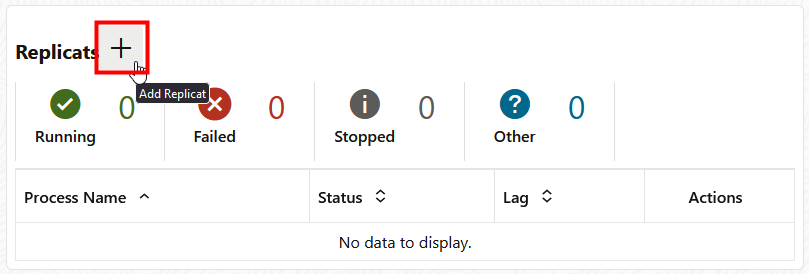 Replicats
Add Replicat
0
0
0
0
Running
Failed
Stopped
Other
Process Name
Status
Lag
Actions
No data to display.